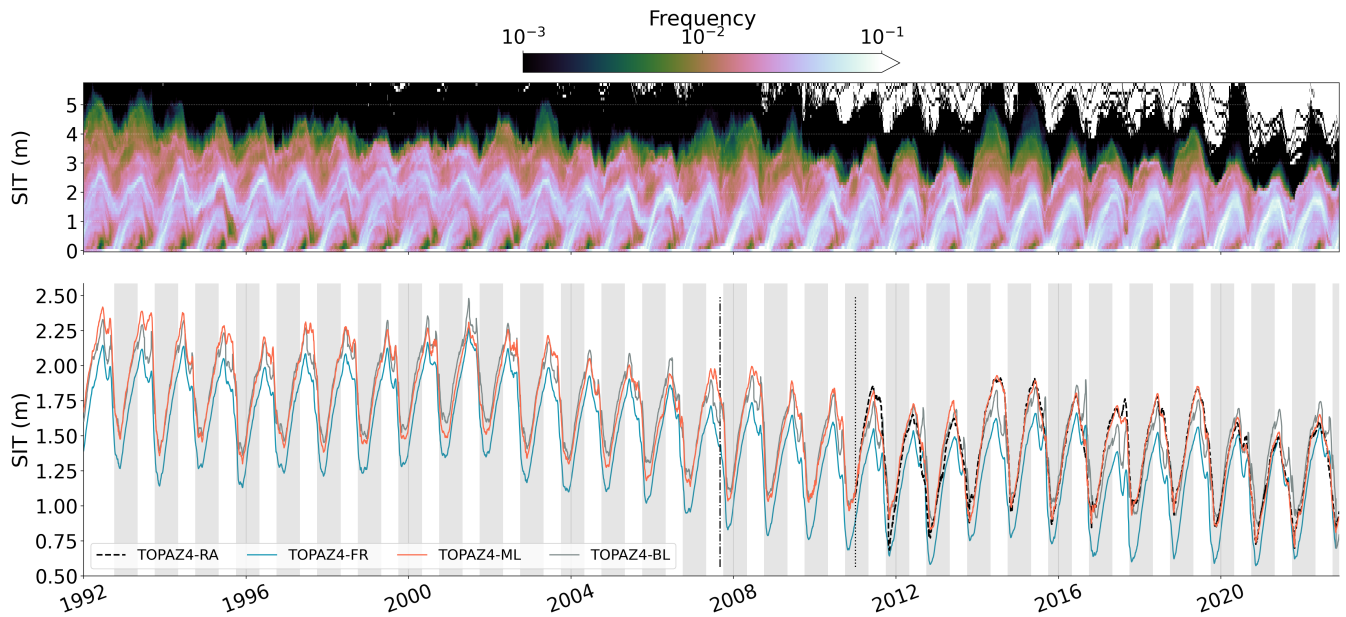 Frequency
10⁻³ 10⁻² 10⁻¹
SIT (m)
5
4
3
2
1
0
SIT (m)
2.50
2.25
2.00
1.75
1.50
1.25
1.00
0.75
0.50
TOPAZ4-RA TOPAZ4-FR TOPAZ4-ML TOPAZ4-BL
1992 1996 2000 2004 2008 2012 2016 2020